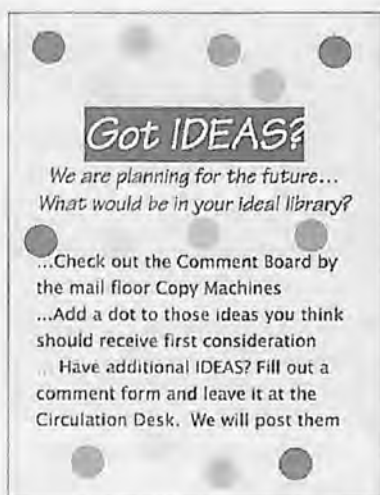 Got IDEAS?
We are planning for the future...
What would be in your ideal library?
...Check out the Comment Board by
the mail floor Copy Machines
...Add a dot to those ideas you think
should receive first consideration
... Have additional IDEAS? Fill out a
comment form and leave it at the
Circulation Desk. We will post them